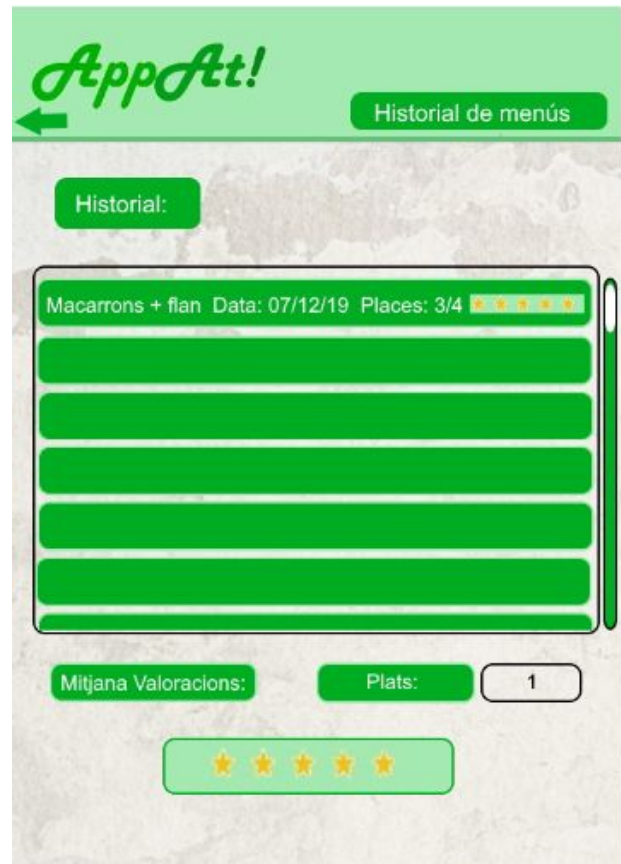 AppAt!
Historial de menús
Historial:
Macarrons + flan Data: 07/12/19 Places: 3/4
Mitjana Valoracions:
Plats:
1